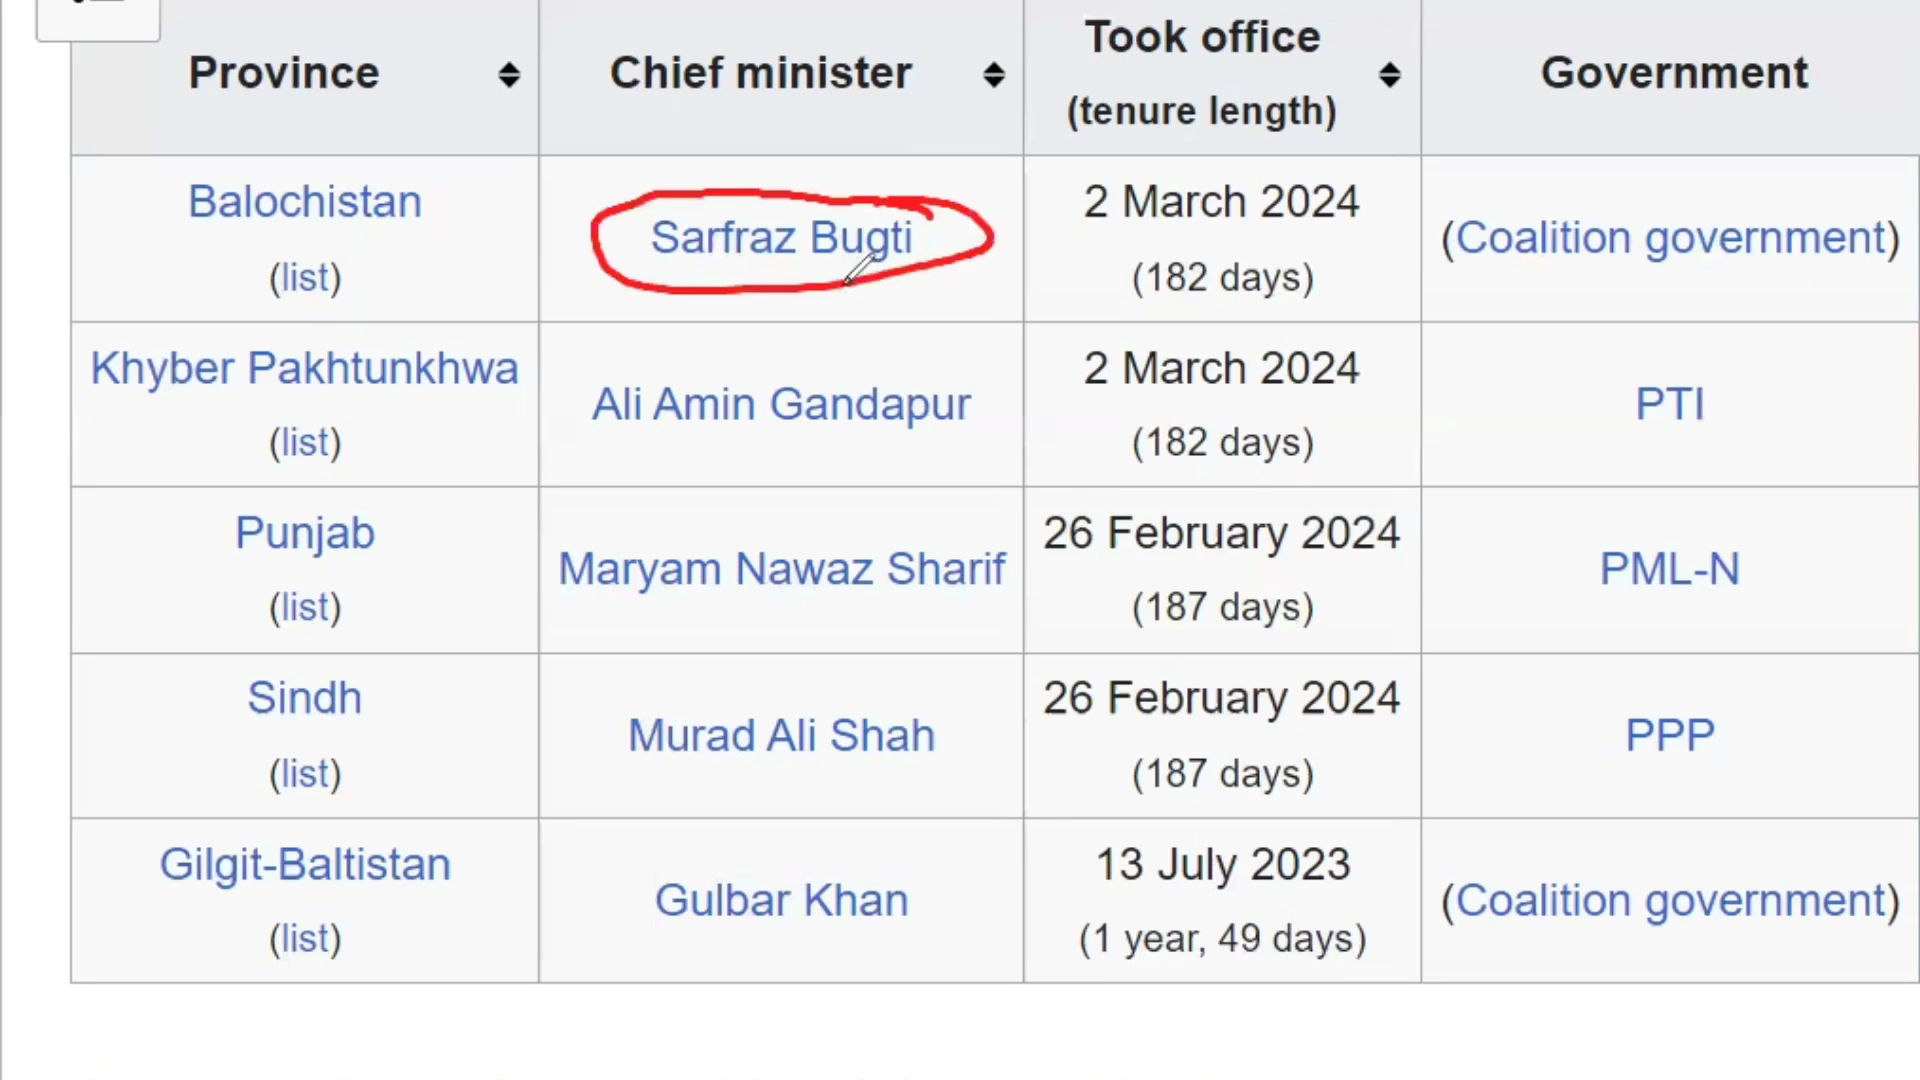 Province
Chief minister
Took office
(tenure length)
Government
Balochistan
(list)
Sarfraz Bugti
2 March 2024
(182 days)
(Coalition government)
Khyber Pakhtunkhwa
(list)
Ali Amin Gandapur
2 March 2024
(182 days)
PTI
Punjab
(list)
Maryam Nawaz Sharif
26 February 2024
(187 days)
PML-N
Sindh
(list)
Murad Ali Shah
26 February 2024
(187 days)
PPP
Gilgit-Baltistan
(list)
Gulbar Khan
13 July 2023
(1 year, 49 days)
(Coalition government)